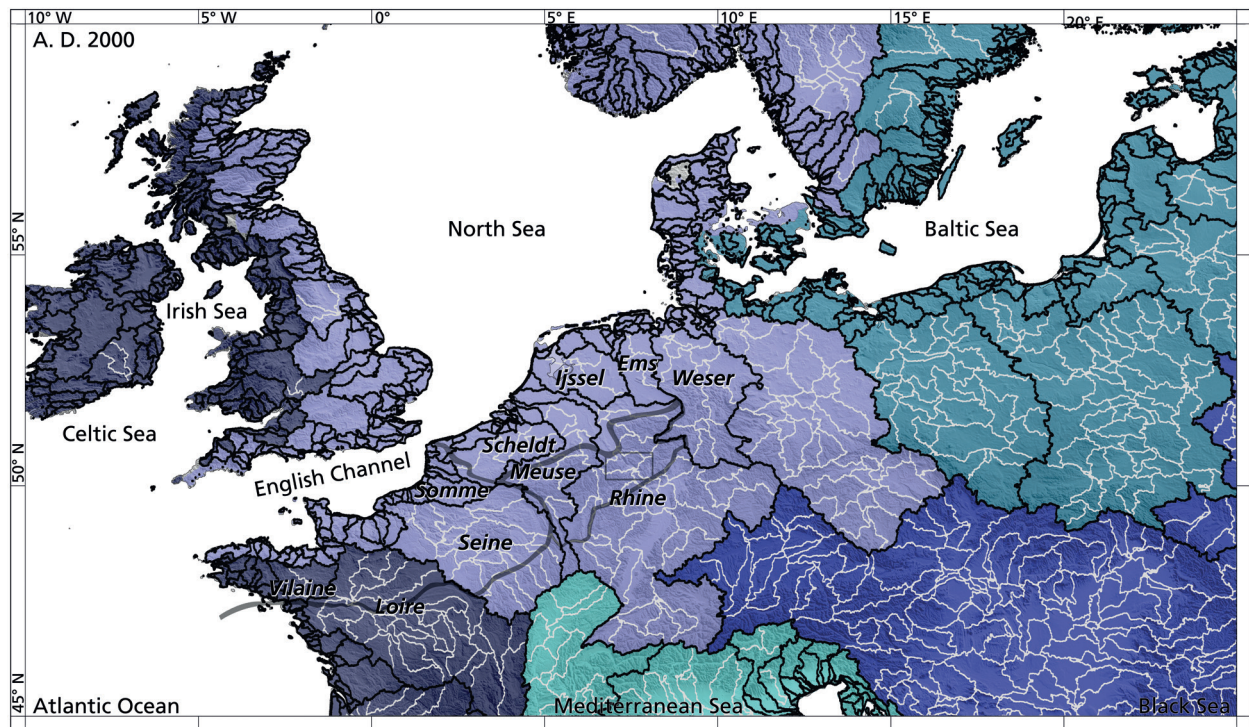 10° W
5° W
0°
5° E
10° E
15° E
20° E
A. D. 2000
55° N
50° N
45° N
North Sea
Baltic Sea
Irish Sea
Celtic Sea
English Channel
Ijssel
Ems
Weser
Scheldt
Meuse
Somme
Rhine
Seine
Vilaine
Loire
Atlantic Ocean
Mediterranean Sea
Black Sea